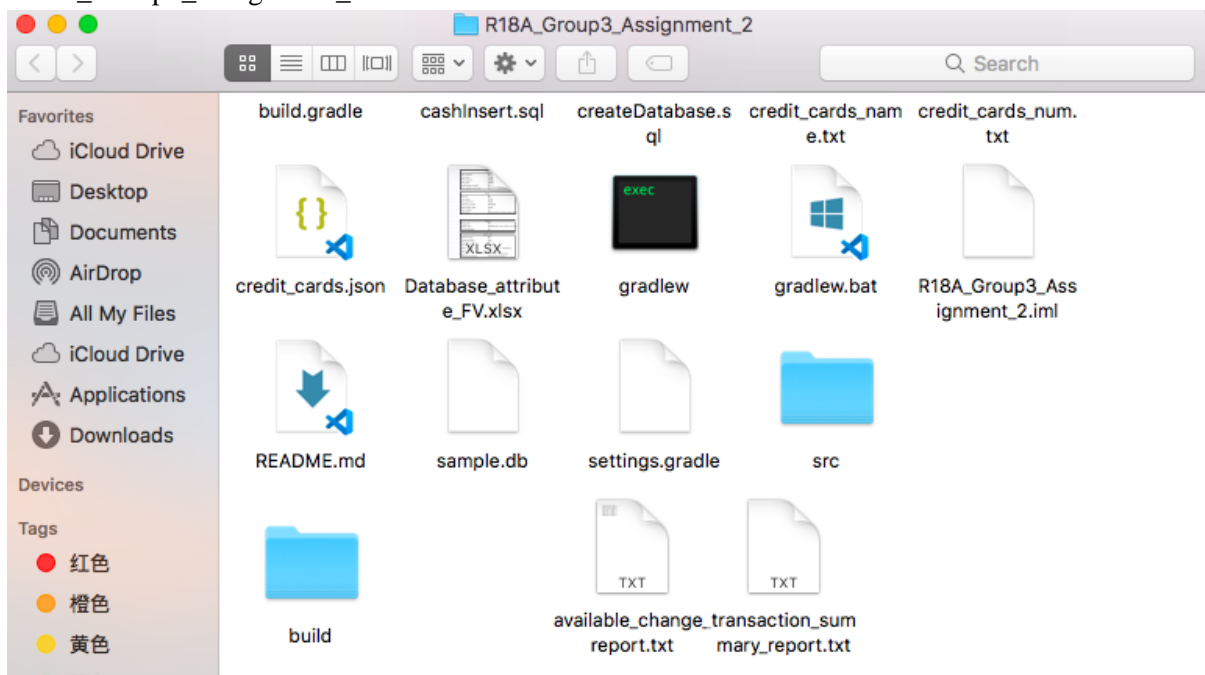 R18A_Group3_Assignment_2
Search
Favorites
iCloud Drive
Desktop
Documents
AirDrop
All My Files
iCloud Drive
Applications
Downloads
Devices
Tags
红色
橙色
黄色
build.gradle
cashInsert.sql
createDatabase.s
ql
credit_cards_nam
e.txt
credit_cards_num.
txt
{ }
credit_cards.json
XLSX
Database_attribut
e_FV.xlsx
exec
gradlew
gradlew.bat
R18A_Group3_Ass
ignment_2.iml
README.md
sample.db
settings.gradle
src
build
TXT
available_change_
report.txt
TXT
transaction_sum
mary_report.txt